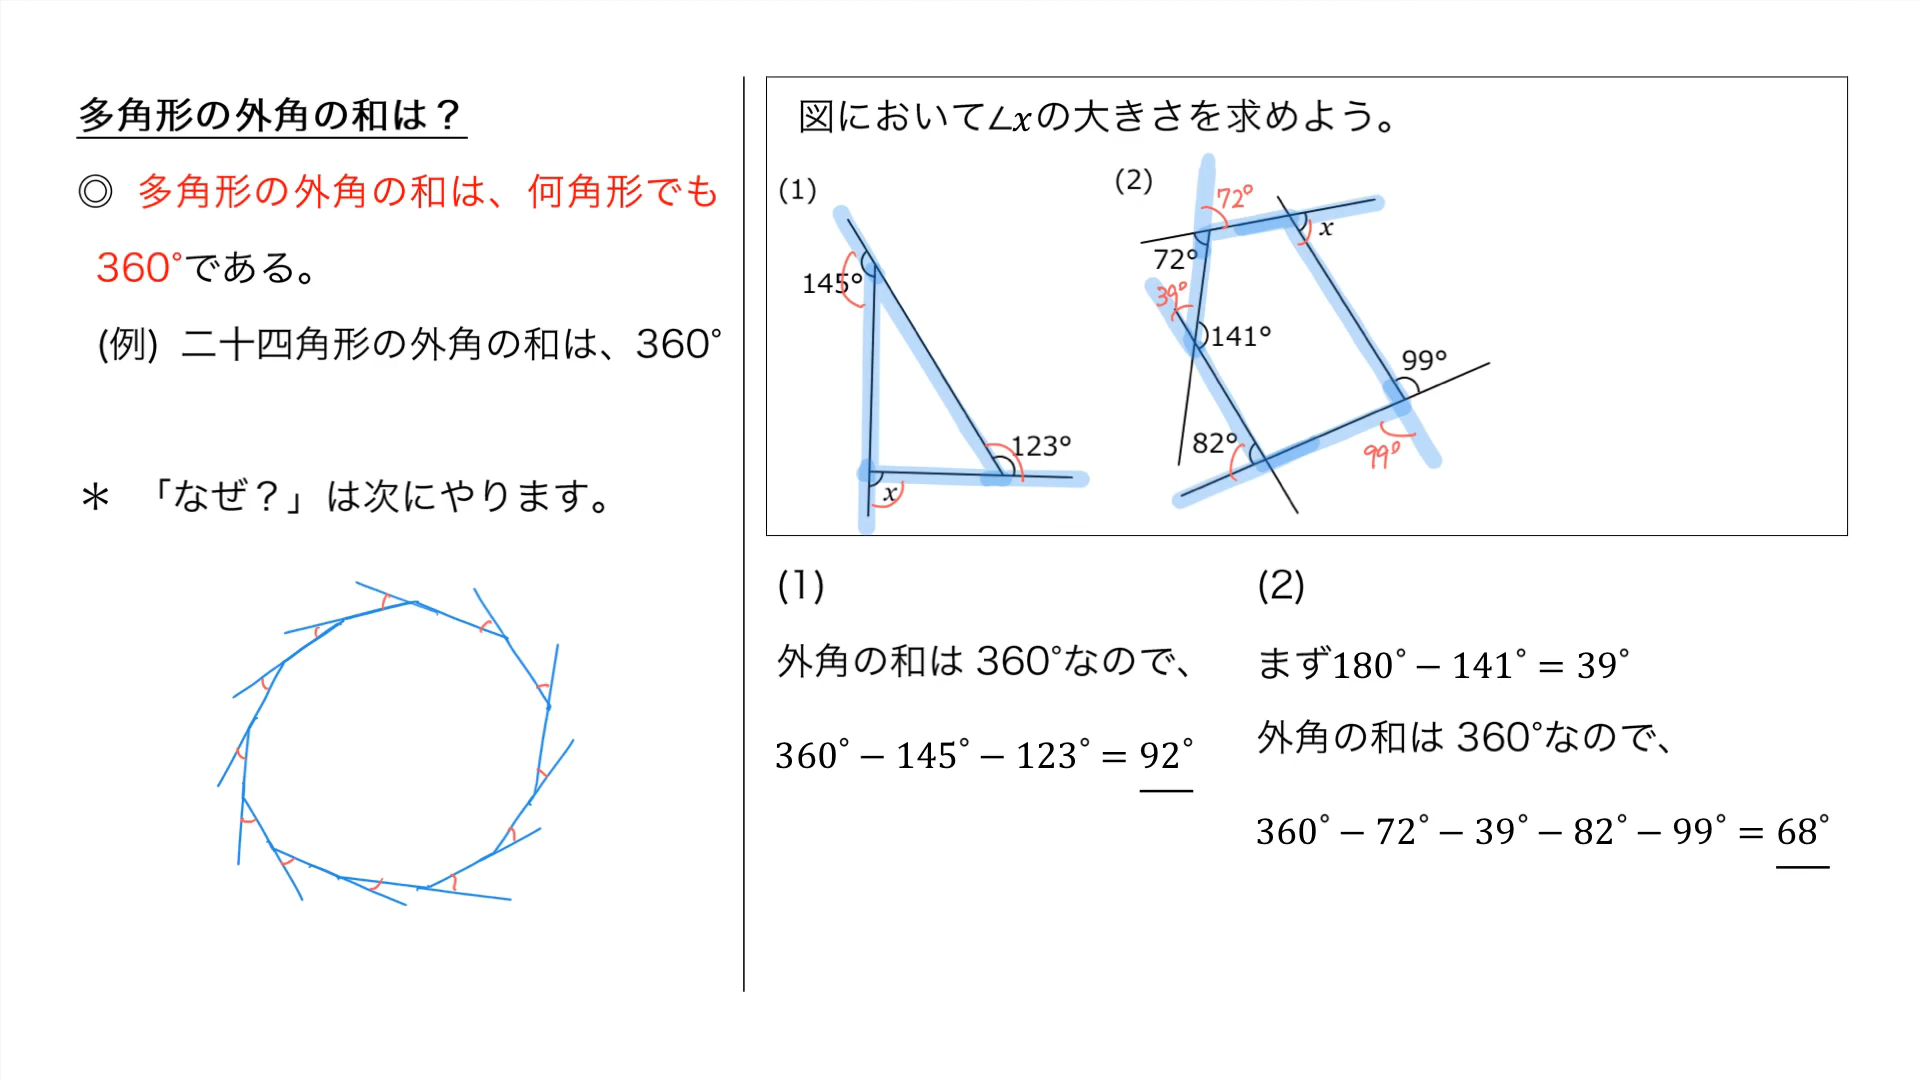 多角形の外角の和は？
◎ 多角形の外角の和は、何角形でも
360°である。
(例) 二十四角形の外角の和は、360°
＊ 「なぜ？」は次にやります。
図において∠xの大きさを求めよう。
(1)
145°
123°
x
(2)
72°
72°
x
39°
141°
99°
82°
99°
(1)
外角の和は 360°なので、
360° − 145° − 123° = 92°
(2)
まず180° − 141° = 39°
外角の和は 360°なので、
360° − 72° − 39° − 82° − 99° = 68°